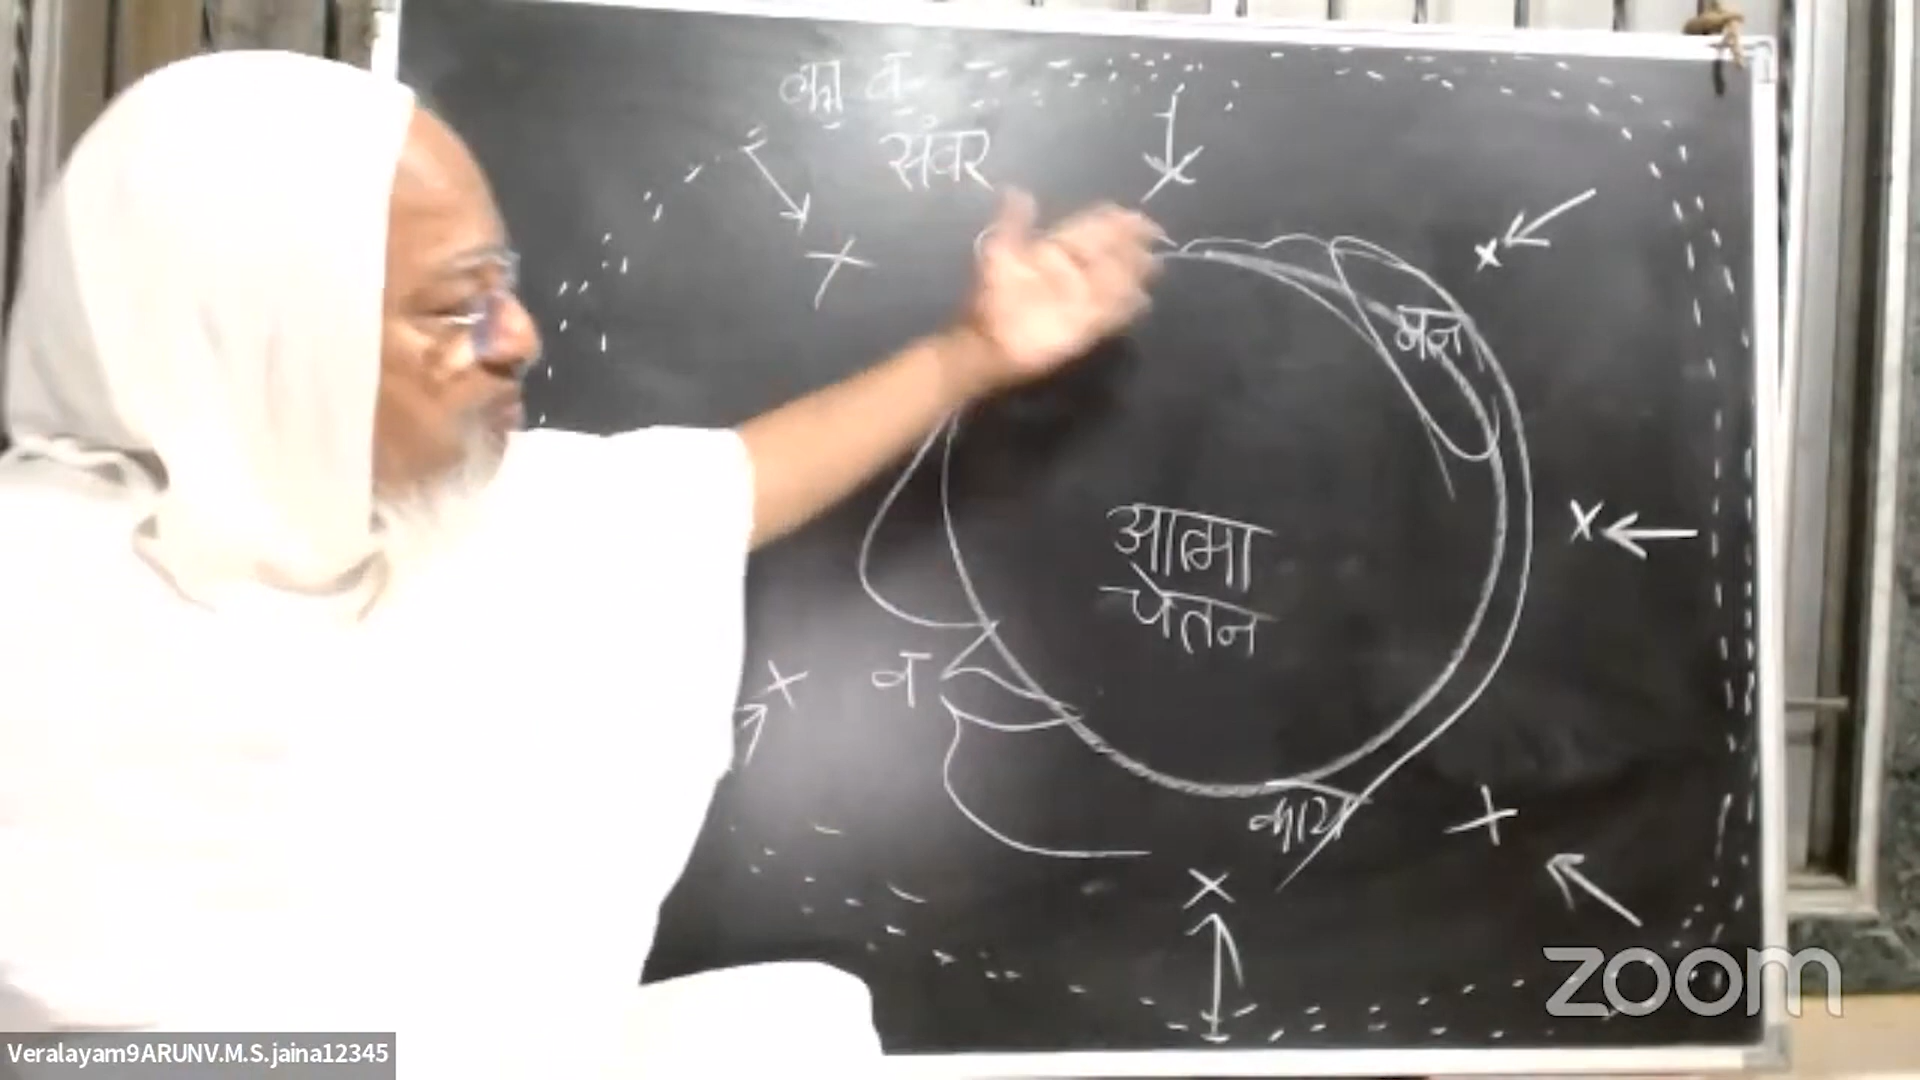 संवर
मन
आत्मा
चेतन
व
काय
zoom
Veralayam9ARUNV.M.S.jaina12345